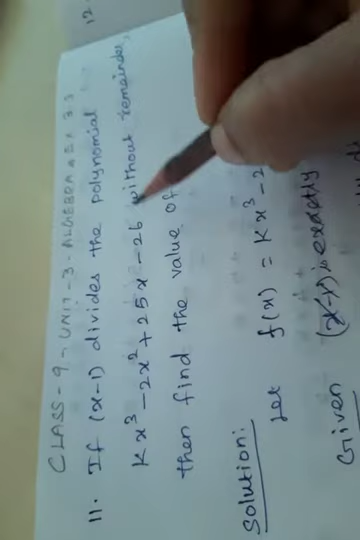 CLASS-9-UNIT-3-ALGEBRA-EX 3.3
11. If (x-1) divides the polynomial
Kx³-2x²+25x-26 without remainder,
then find the value of
Solution:
Let f(x) = Kx³-2
Given (x-1) is exactly
12.